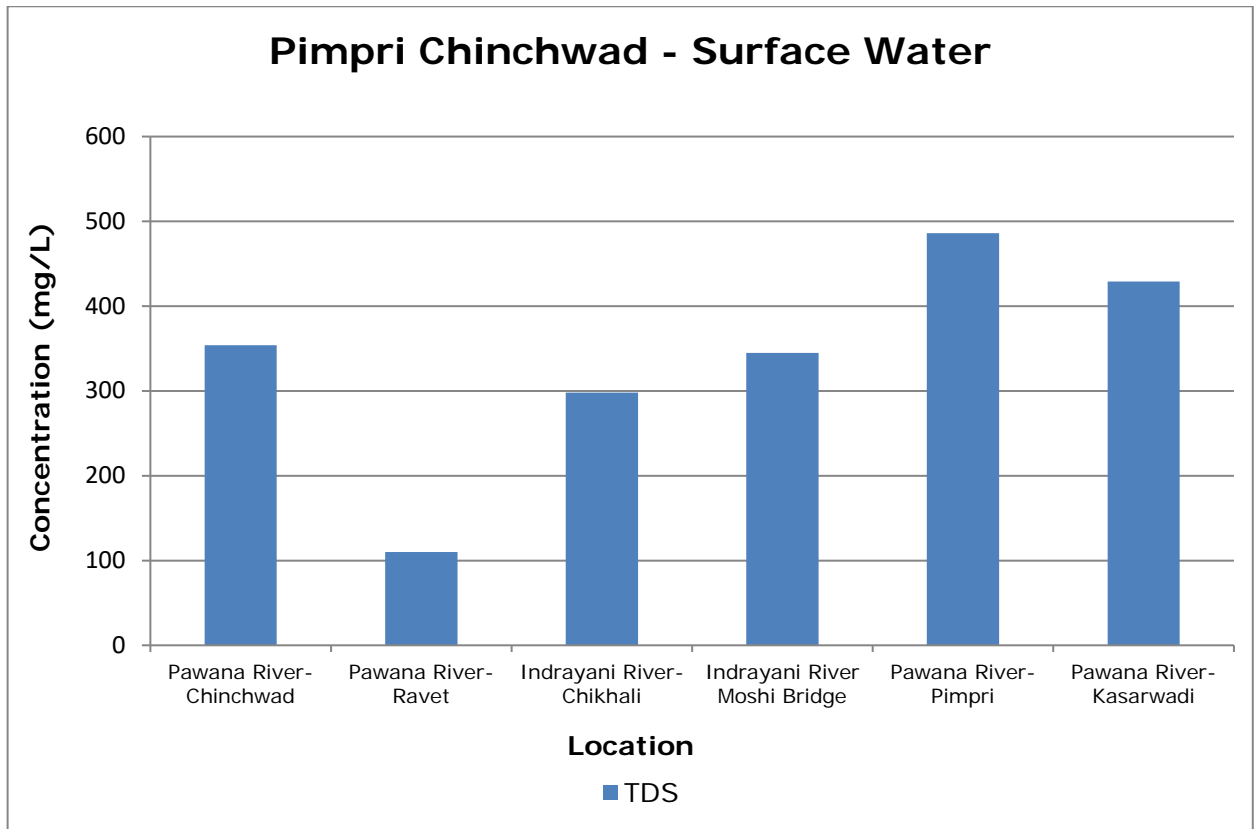 Pimpri Chinchwad - Surface Water
Concentration (mg/L)
600
500
400
300
200
100
0
Pawana River-
Chinchwad
Pawana River-
Ravet
Indrayani River-
Chikhali
Indrayani River
Moshi Bridge
Pawana River-
Pimpri
Pawana River-
Kasarwadi
Location
TDS